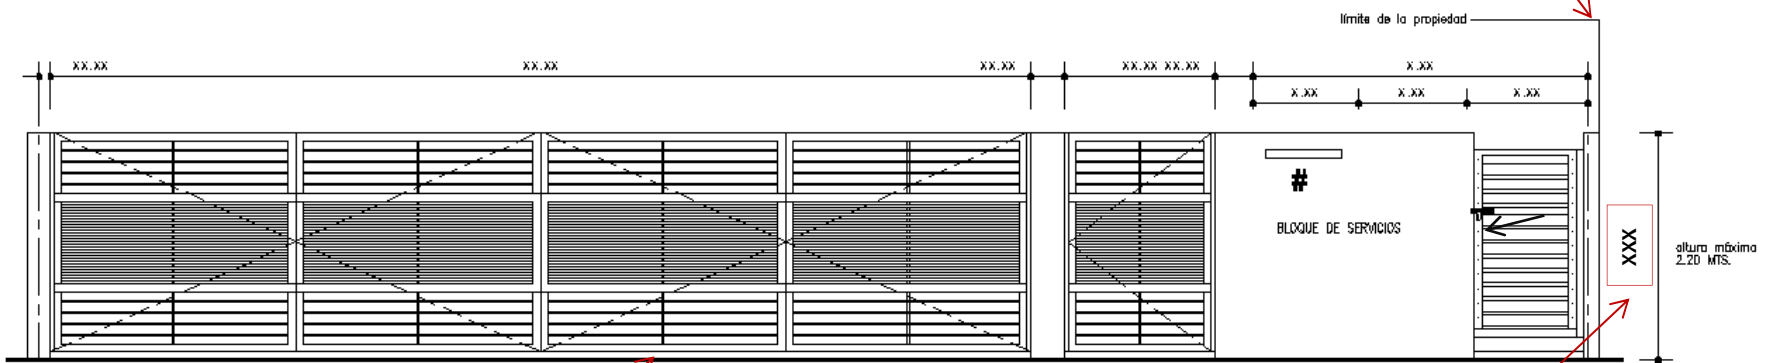 límite de la propiedad
XX.XX XX.XX XX.XX XX.XX XX.XX X.XX
X.XX X.XX X.XX
#
BLOQUE DE SERVICIOS
XXX
altura máxima
2.20 MTS.